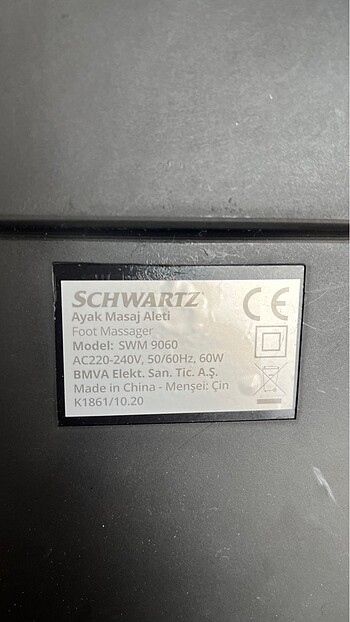 SCHWARTZ
Ayak Masaj Aleti
Foot Massager
Model: SWM 9060
AC220-240V, 50/60Hz, 60W
BMVA Elekt. San. Tic. A.Ş.
Made in China - Menşei: Çin
K1861/10.20
CE